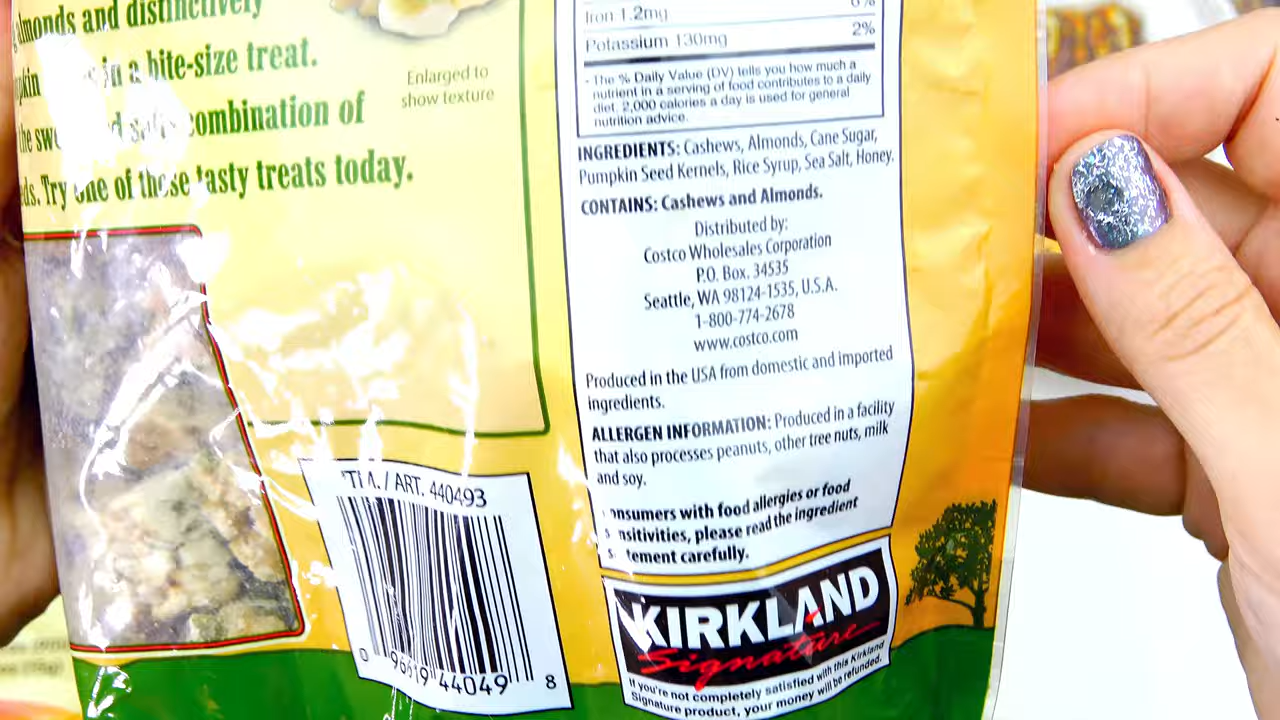 almonds and distinctively
in a bite-size treat.
combination of
Try one of these tasty treats today.
Enlarged to
show texture
Iron 1.2mg 6%
Potassium 130mg 2%
- The % Daily Value (DV) tells you how much a
nutrient in a serving of food contributes to a daily
diet. 2,000 calories a day is used for general
nutrition advice.
INGREDIENTS: Cashews, Almonds, Cane Sugar,
Pumpkin Seed Kernels, Rice Syrup, Sea Salt, Honey.
CONTAINS: Cashews and Almonds.
Distributed by:
Costco Wholesales Corporation
P.O. Box. 34535
Seattle, WA 98124-1535, U.S.A.
1-800-774-2678
www.costco.com
Produced in the USA from domestic and imported
ingredients.
ALLERGEN INFORMATION: Produced in a facility
that also processes peanuts, other tree nuts, milk
and soy.
onsumers with food allergies or food
nsitivities, please read the ingredient
tement carefully.
/ ART. 440493
0 96619 44049 8
KIRKLAND
Signature
If you're not completely satisfied with this Kirkland
Signature product, your money will be refunded.